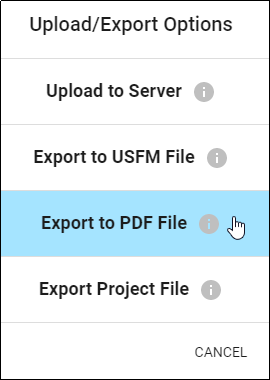 Upload/Export Options
Upload to Server
Export to USFM File
Export to PDF File
Export Project File
CANCEL